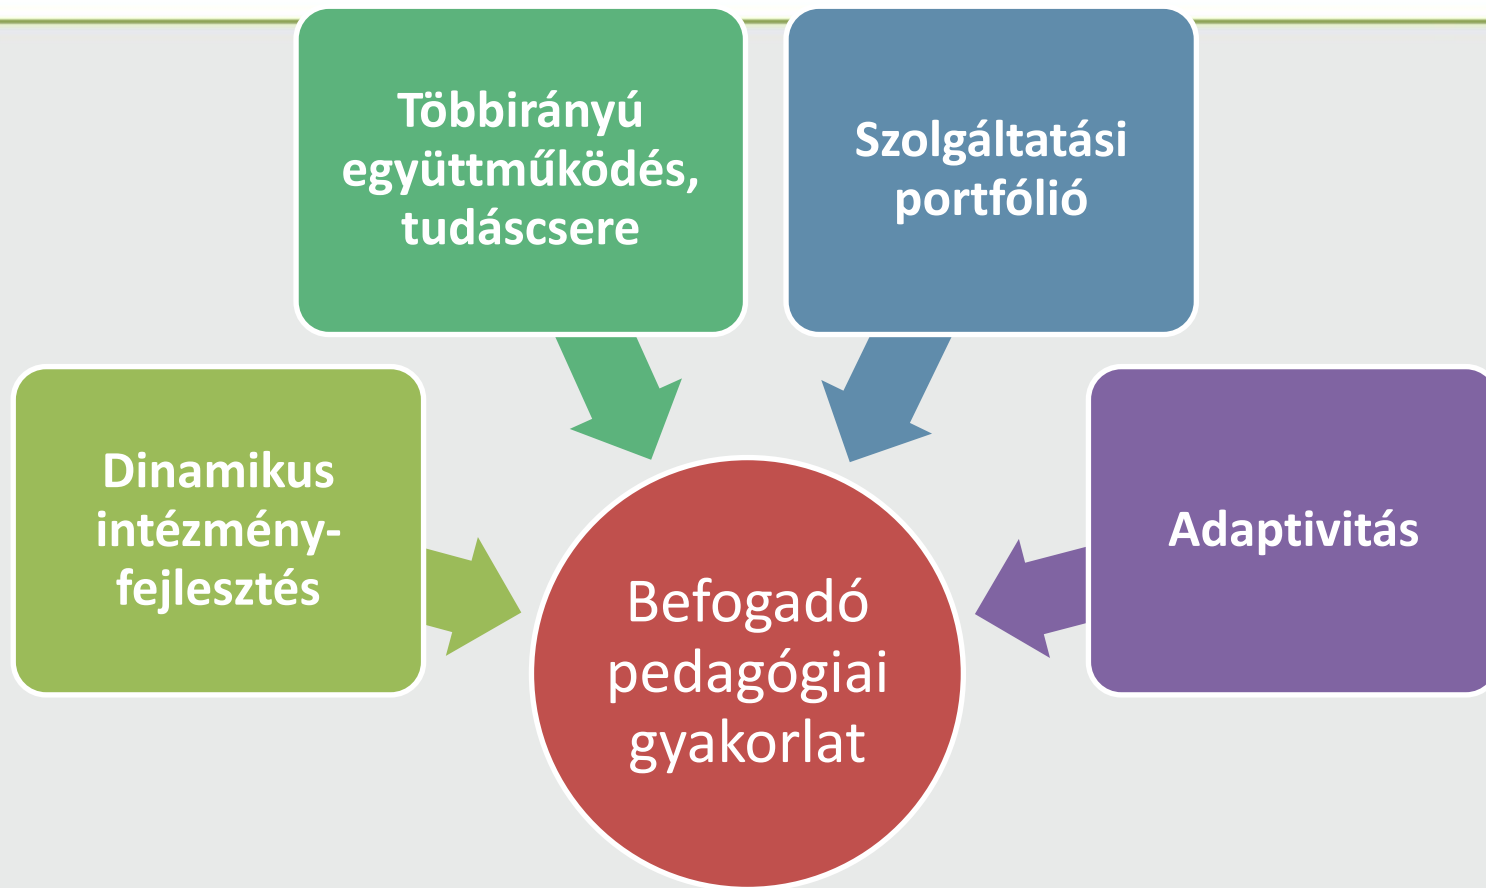 Többirányú
együttműködés,
tudáscsere
Szolgáltatási
portfólió
Dinamikus
intézmény-
fejlesztés
Adaptivitás
Befogadó
pedagógiai
gyakorlat